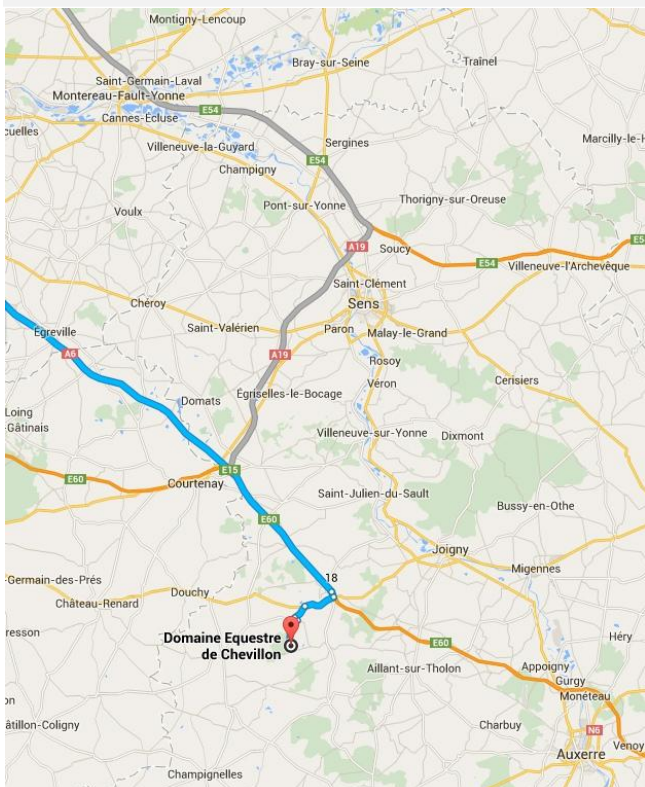 Montigny-Lencoup
Saint-Germain-Laval
Bray-sur-Seine
Traînel
Montereau-Fault-Yonne
E54
Cannes-Écluse
cuelles
Sergines
Villeneuve-la-Guyard
E54
Marcilly-le-H
Champigny
Voulx
Pont-sur-Yonne
Thorigny-sur-Oreuse
A19
Soucy
E54
Villeneuve-l'Archevêque
Saint-Clément
Chéroy
Sens
Égreville
Saint-Valérien
Paron
Malay-le-Grand
A6
A19
Rosoy
Véron
Cerisiers
Égriselles-le-Bocage
Domats
Loing
-Gâtinais
Villeneuve-sur-Yonne
Dixmont
E15
E60
Courtenay
Saint-Julien-du-Sault
Bussy-en-Othe
E60
Joigny
Migennes
18
-Germain-des-Prés
Château-Renard
Douchy
Domaine Equestre
de Chevillon
resson
E60
Héry
Aillant-sur-Tholon
Appoigny
Gurgy
Monéteau
âtillon-Coligny
Charbuy
N6
Venoy
Auxerre
Champignelles